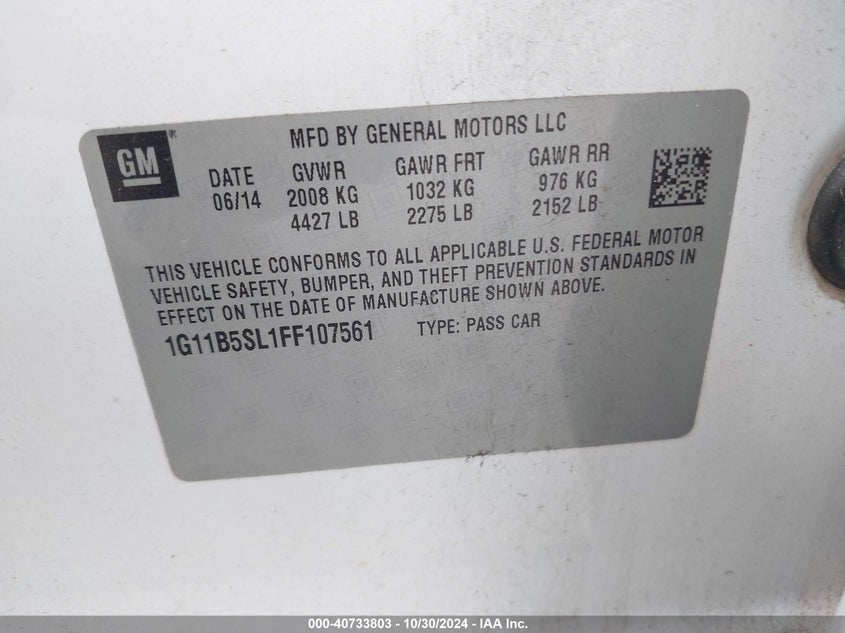 GM®
MFD BY GENERAL MOTORS LLC
DATE GVWR GAWR FRT GAWR RR
06/14 2008 KG 1032 KG 976 KG
4427 LB 2275 LB 2152 LB
THIS VEHICLE CONFORMS TO ALL APPLICABLE U.S. FEDERAL MOTOR
VEHICLE SAFETY, BUMPER, AND THEFT PREVENTION STANDARDS IN
EFFECT ON THE DATE OF MANUFACTURE SHOWN ABOVE.
1G11B5SL1FF107561 TYPE: PASS CAR
000-40733803 - 10/30/2024 - IAA Inc.